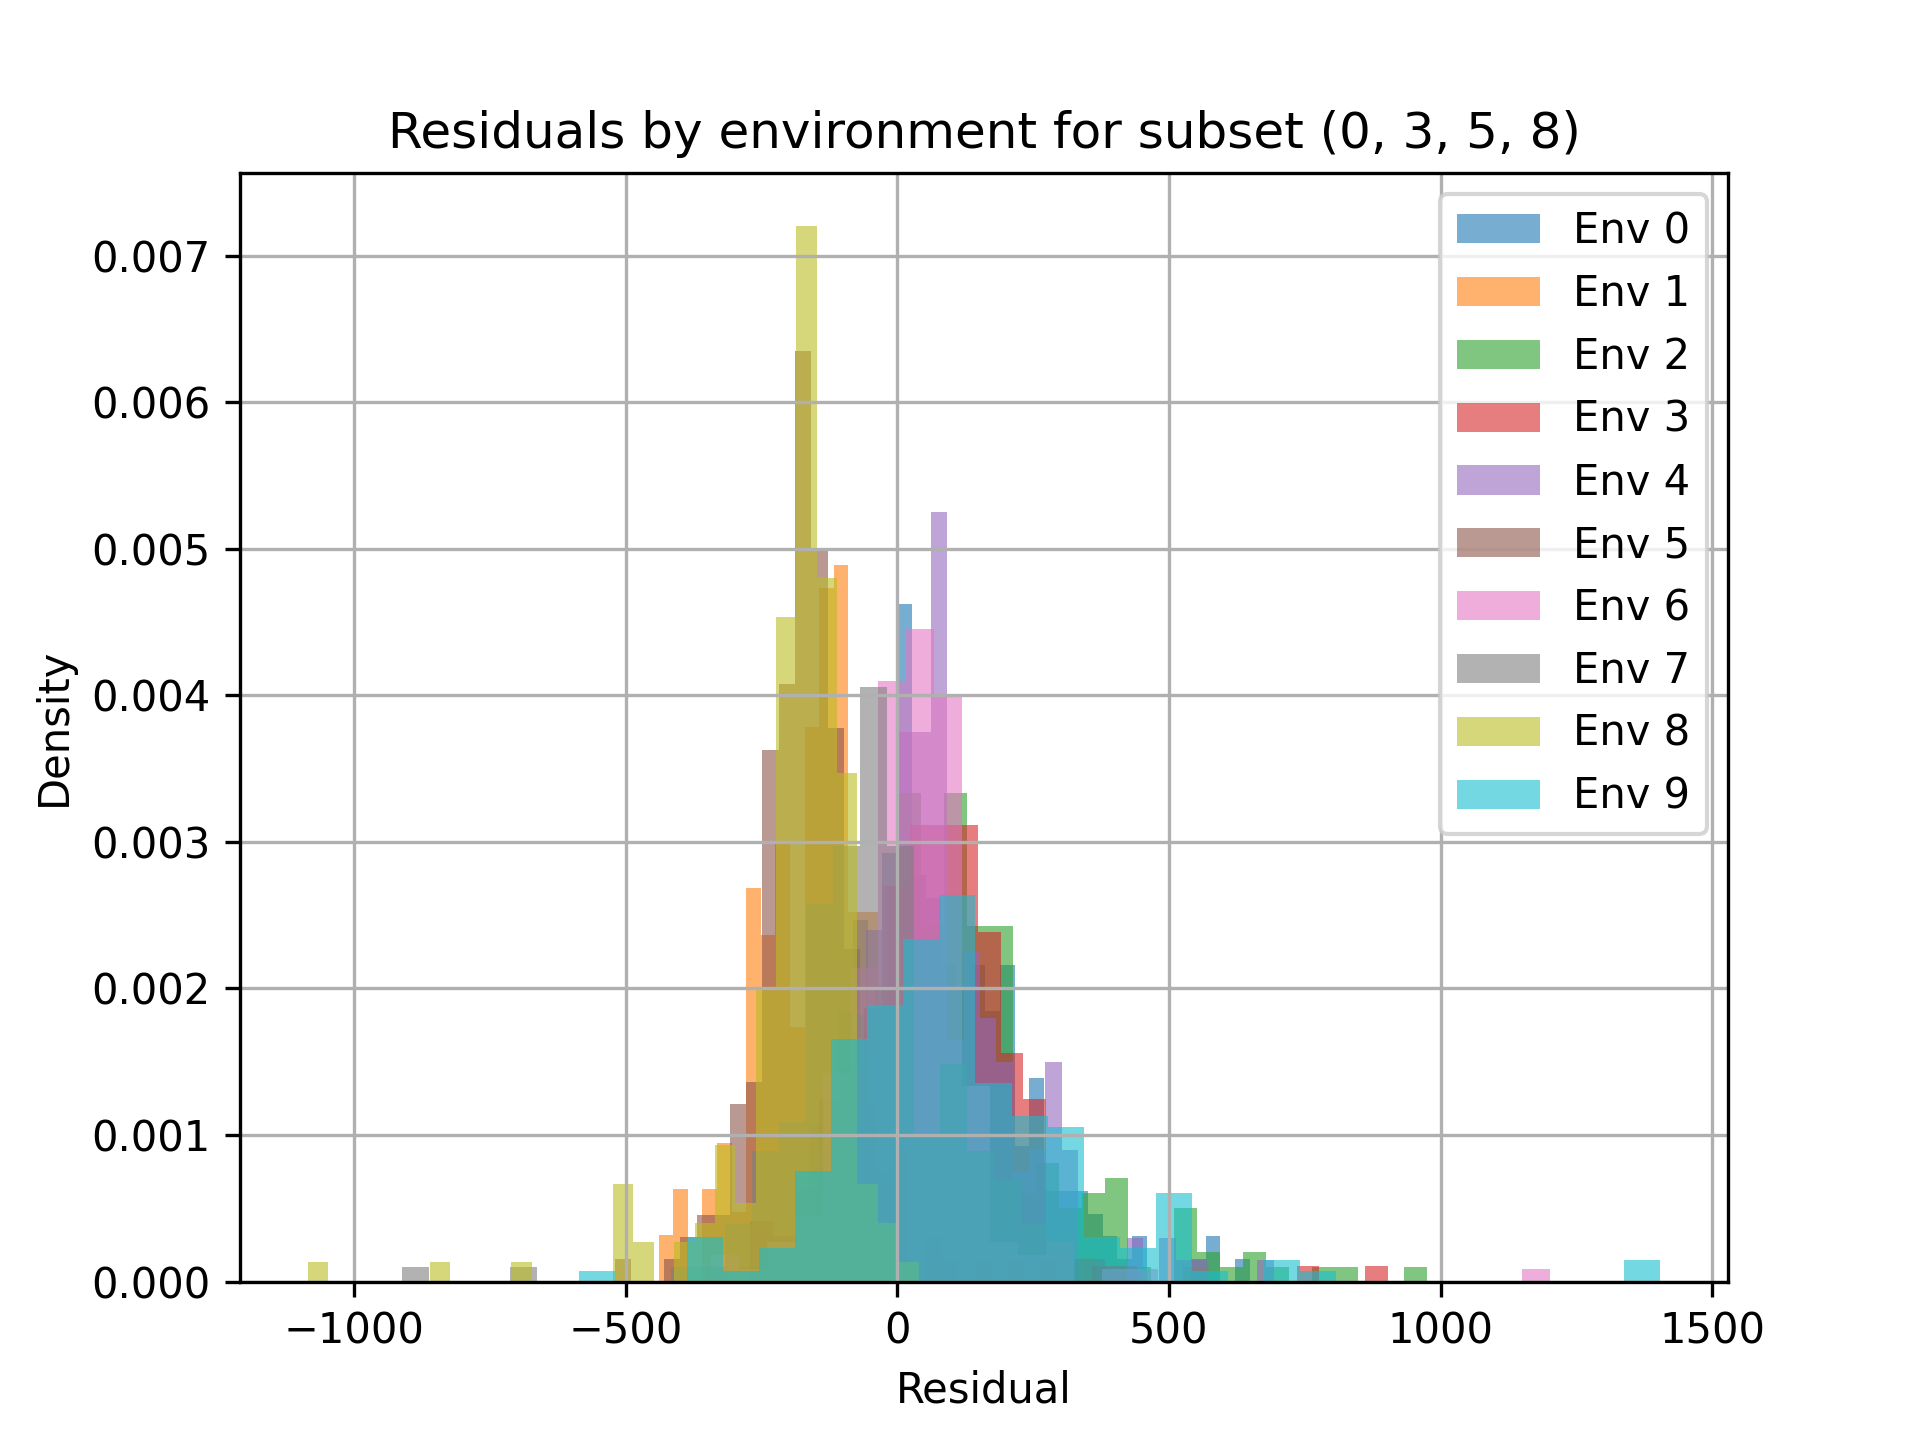 Residuals by environment for subset (0, 3, 5, 8)
Env 0
Env 1
Env 2
Env 3
Env 4
Env 5
Env 6
Env 7
Env 8
Env 9
Density
0.007
0.006
0.005
0.004
0.003
0.002
0.001
0.000
−1000 −500 0 500 1000 1500
Residual